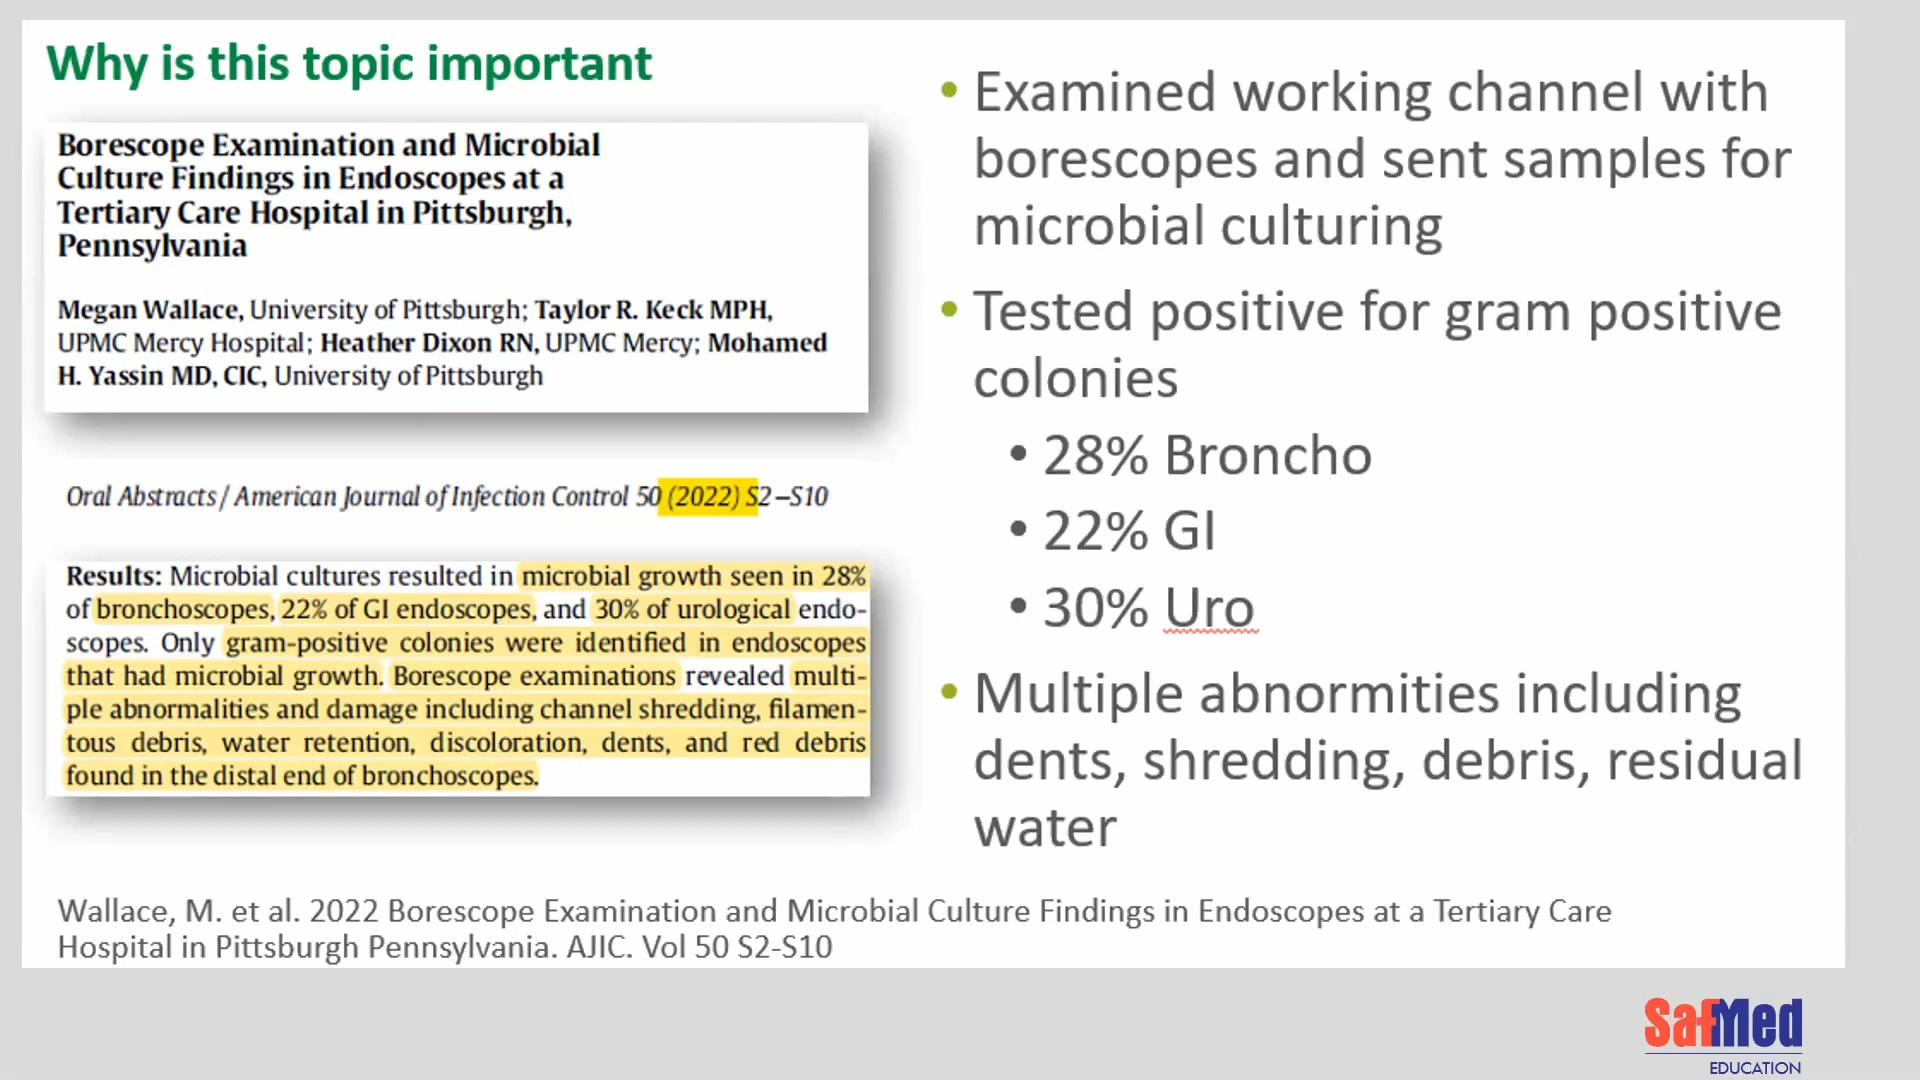 Why is this topic important
Borescope Examination and Microbial
Culture Findings in Endoscopes at a
Tertiary Care Hospital in Pittsburgh,
Pennsylvania
Megan Wallace, University of Pittsburgh; Taylor R. Keck MPH,
UPMC Mercy Hospital; Heather Dixon RN, UPMC Mercy; Mohamed
H. Yassin MD, CIC, University of Pittsburgh
Oral Abstracts / American Journal of Infection Control 50 (2022) S2–S10
Results: Microbial cultures resulted in microbial growth seen in 28%
of bronchoscopes, 22% of GI endoscopes, and 30% of urological endo-
scopes. Only gram-positive colonies were identified in endoscopes
that had microbial growth. Borescope examinations revealed multi-
ple abnormalities and damage including channel shredding, filamen-
tous debris, water retention, discoloration, dents, and red debris
found in the distal end of bronchoscopes.
• Examined working channel with
borescopes and sent samples for
microbial culturing
• Tested positive for gram positive
colonies
• 28% Broncho
• 22% GI
• 30% Uro
• Multiple abnormities including
dents, shredding, debris, residual
water
Wallace, M. et al. 2022 Borescope Examination and Microbial Culture Findings in Endoscopes at a Tertiary Care
Hospital in Pittsburgh Pennsylvania. AJIC. Vol 50 S2-S10
SafMed
EDUCATION